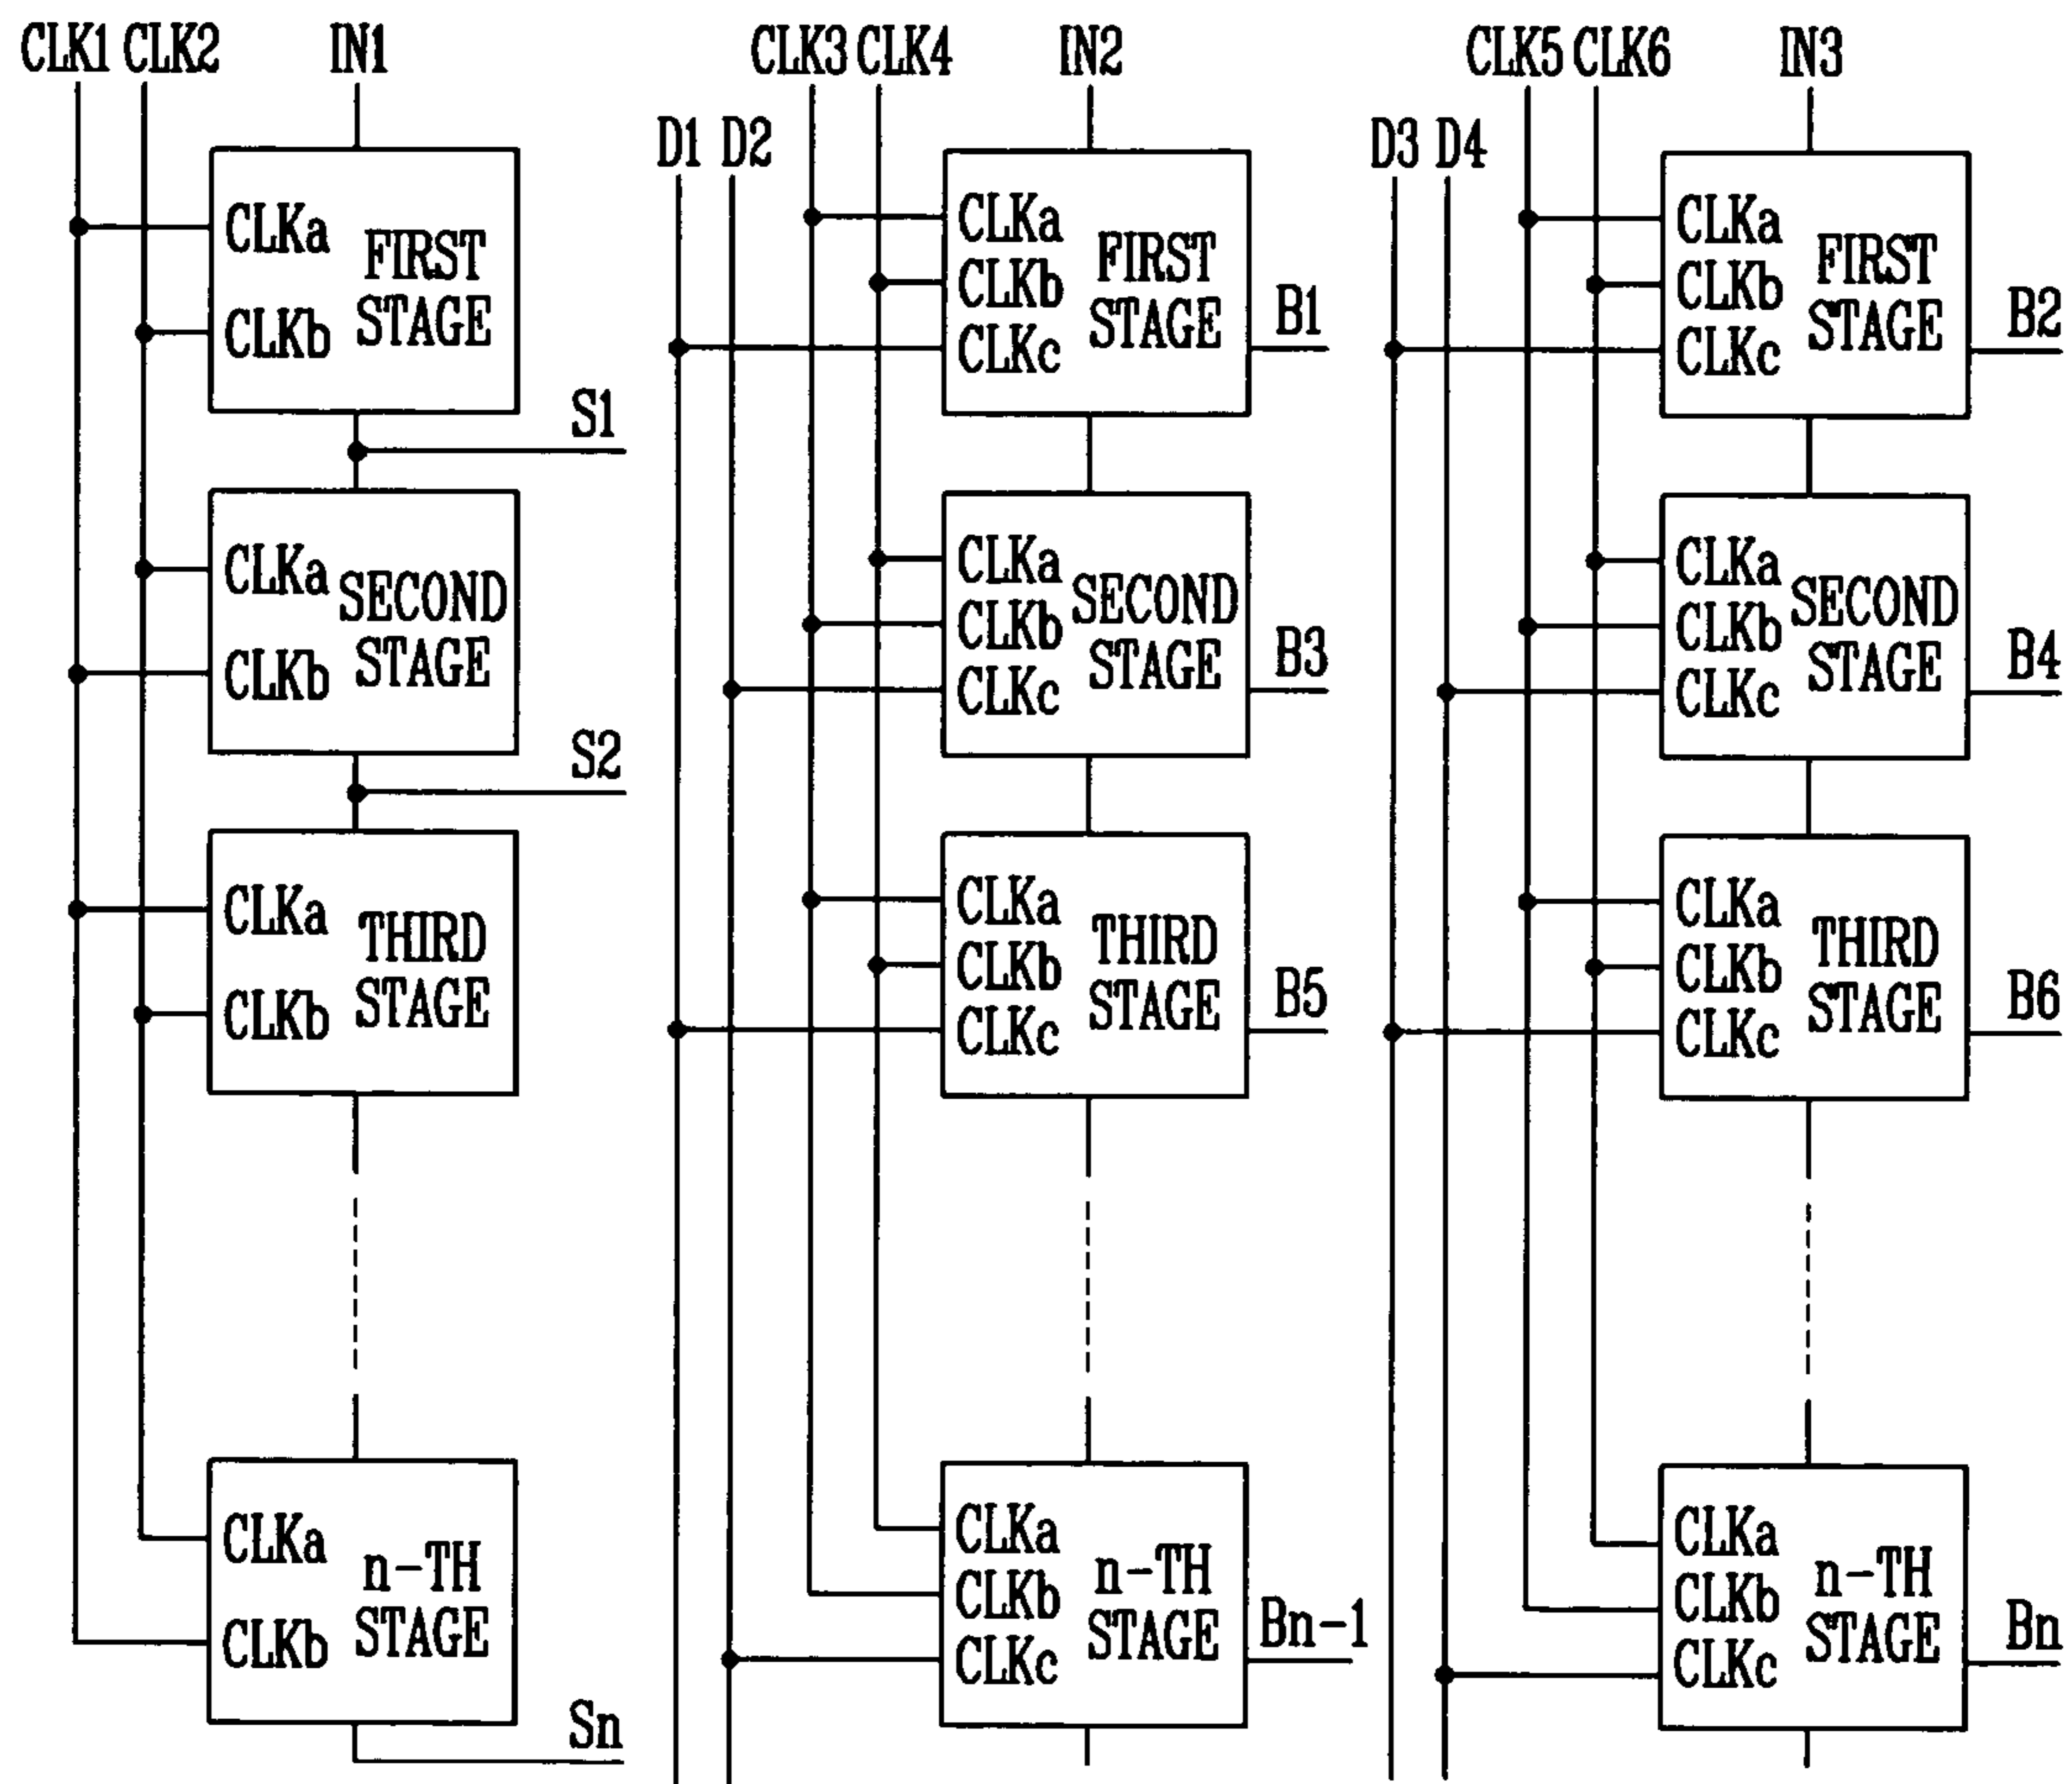 CLK1 CLK2 IN1
CLKa
CLKb
FIRST
STAGE
S1
CLKa
CLKb
SECOND
STAGE
S2
CLKa
CLKb
THIRD
STAGE
CLKa
CLKb
n-TH
STAGE
Sn
CLK3 CLK4 IN2
D1 D2
CLKa
CLKb
CLKc
FIRST
STAGE
B1
CLKa
CLKb
CLKc
SECOND
STAGE
B3
CLKa
CLKb
CLKc
THIRD
STAGE
B5
CLKa
CLKb
CLKc
n-TH
STAGE
Bn-1
CLK5 CLK6 IN3
D3 D4
CLKa
CLKb
CLKc
FIRST
STAGE
B2
CLKa
CLKb
CLKc
SECOND
STAGE
B4
CLKa
CLKb
CLKc
THIRD
STAGE
B6
CLKa
CLKb
CLKc
n-TH
STAGE
Bn